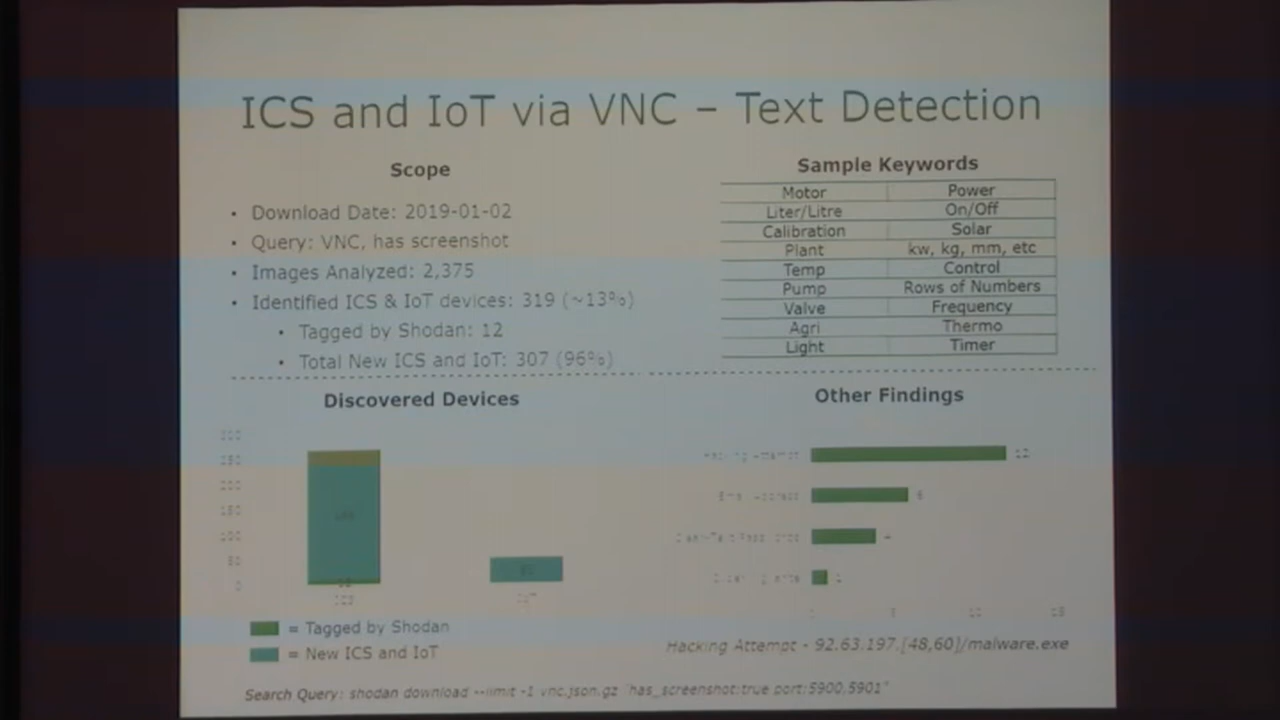 ICS and IoT via VNC – Text Detection
Scope
• Download Date: 2019-01-02
• Query: VNC, has screenshot
• Images Analyzed: 2,375
• Identified ICS & IoT devices: 319 (~13%)
• Tagged by Shodan: 12
• Total New ICS and IoT: 307 (96%)
Sample Keywords
Motor Power
Liter/Litre On/Off
Calibration Solar
Plant kw, kg, mm, etc
Temp Control
Pump Rows of Numbers
Valve Frequency
Agri Thermo
Light Timer
Discovered Devices
= Tagged by Shodan
= New ICS and IoT
Other Findings
12
6
4
1
Hacking Attempt - 92.63.197.[48,60]/malware.exe
Search Query: shodan download --limit -1 vnc.json.gz "has_screenshot:true port:5900,5901"